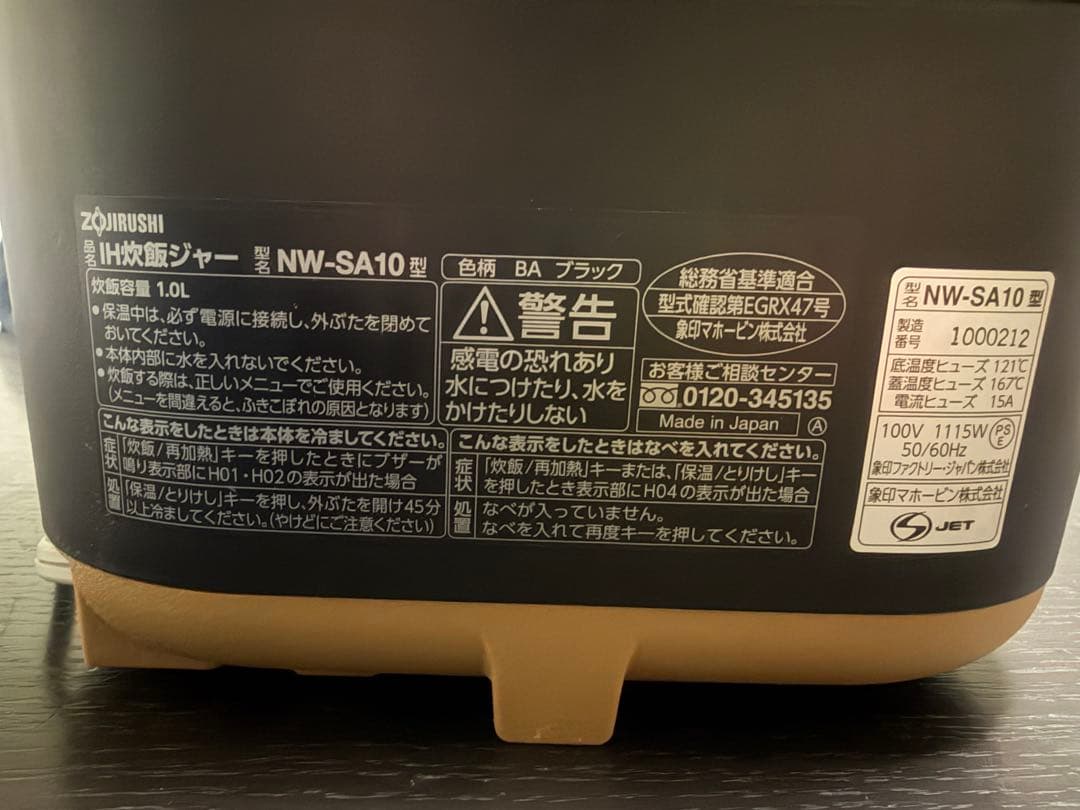 ZOJIRUSHI
品名 IH炊飯ジャー 型名 NW-SA10型
炊飯容量 1.0L
•保温中は、必ず電源に接続し、外ぶたを閉めて
おいてください。
•本体内部に水を入れないでください。
•炊飯する際は、正しいメニューでご使用ください。
(メニューを間違えると、ふきこぼれの原因となります)
色柄 BA ブラック
警告
感電の恐れあり
水につけたり、水を
かけたりしない
総務省基準適合
型式確認第EGRX47号
象印マホービン株式会社
お客様ご相談センター
0120-345135
Made in Japan Ⓐ
こんな表示をしたときは本体を冷ましてください。
症状 「炊飯/再加熱」キーを押したときにブザーが
鳴り表示部にH01・H02の表示が出た場合
処置 「保温/とりけし」キーを押し、外ぶたを開け45分
以上冷ましてください。(やけどにご注意ください)
こんな表示をしたときはなべを入れてください。
症状 「炊飯/再加熱」キーまたは、「保温/とりけし」キー
を押したとき表示部にH04の表示が出た場合
処置 なべが入っていません。
なべを入れて再度キーを押してください。
型名 NW-SA10型
製造番号 1000212
底温度ヒューズ 121℃
蓋温度ヒューズ 167℃
電流ヒューズ 15A
100V 1115W PSE
50/60Hz
象印ファクトリー・ジャパン株式会社
象印マホービン株式会社
JET